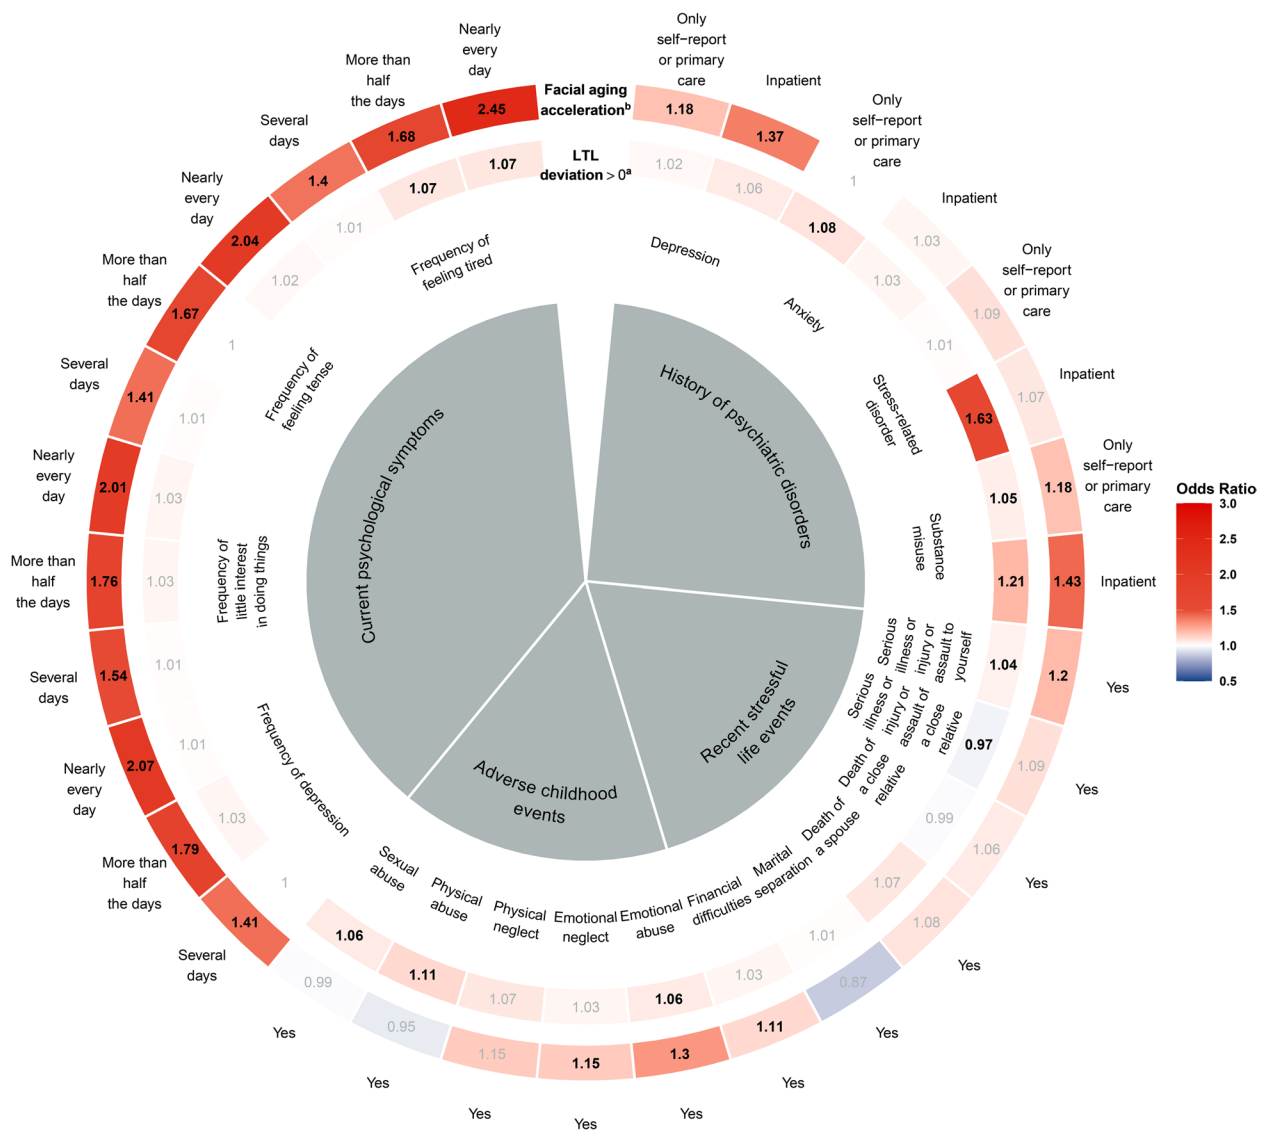 Facial aging
accelerationᵇ
LTL
deviation > 0ᵃ
Only
self−report
or primary
care
Inpatient
Only
self−report
or primary
care
Inpatient
Only
self−report
or primary
care
Inpatient
Only
self−report
or primary
care
Inpatient
Yes
Yes
Yes
Yes
Yes
Yes
Yes
Yes
Yes
Yes
Yes
Several
days
More than
half
the days
Nearly
every
day
Several
days
More than
half
the days
Nearly
every
day
Several
days
More than
half
the days
Nearly
every
day
Several
days
More than
half
the days
Nearly
every
day
1.18
1.37
1
1.03
1.09
1.07
1.18
1.43
1.2
1.09
1.06
1.08
0.87
1.11
1.3
1.15
1.15
0.95
0.99
1.41
1.79
2.07
1.54
1.76
2.01
1.41
1.67
2.04
1.4
1.68
2.45
1.02
1.06
1.08
1.03
1.01
1.63
1.05
1.21
1.04
0.97
0.99
1.07
1.01
1.03
1.06
1.03
1.07
1.11
1.06
1
1.03
1.01
1.01
1.03
1.03
1.01
1
1.02
1.01
1.07
1.07
Depression
Anxiety
Stress-related
disorder
Substance
misuse
Serious
illness or
injury or
assault to
yourself
Serious
illness or
injury or
assault of
a close
relative
Death of
a close
relative
Death of
a spouse
Marital
separation
Financial
difficulties
Emotional
abuse
Emotional
neglect
Physical
neglect
Physical
abuse
Sexual
abuse
Frequency of depression
Frequency of
little interest
in doing things
Frequency of
feeling tense
Frequency of
feeling tired
History of psychiatric disorders
Recent stressful
life events
Adverse childhood
events
Current psychological symptoms
Odds Ratio
3.0
2.5
2.0
1.5
1.0
0.5